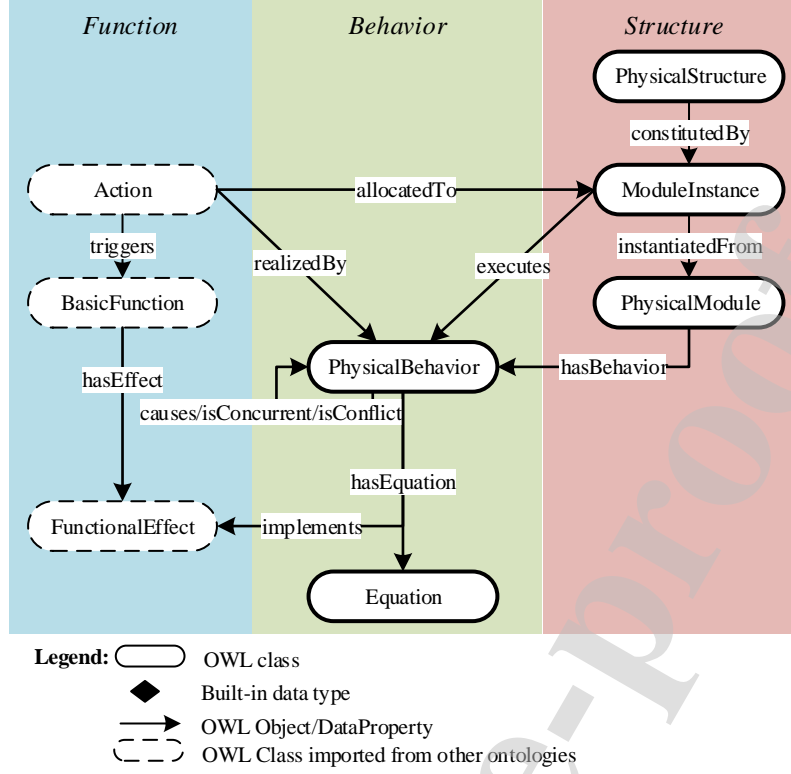 Function Behavior Structure
PhysicalStructure
constitutedBy
Action allocatedTo ModuleInstance
triggers realizedBy executes instantiatedFrom
BasicFunction PhysicalModule
hasEffect PhysicalBehavior hasBehavior
causes/isConcurrent/isConflict
hasEquation
FunctionalEffect implements
Equation
Legend: OWL class
Built-in data type
OWL Object/DataProperty
OWL Class imported from other ontologies
e-proof